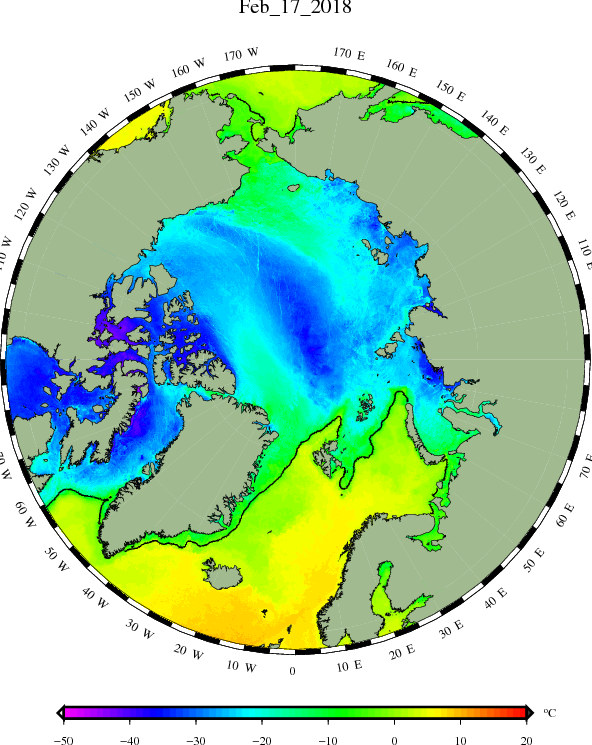 Feb_17_2018
170 W
170 E
160 W
160 E
150 W
150 E
140 W
140 E
130 W
130 E
120 W
120 E
110 E
70 E
60 W
60 E
50 W
50 E
40 W
40 E
30 W
30 E
20 W
20 E
10 W
10 E
0
°C
−50 −40 −30 −20 −10 0 10 20